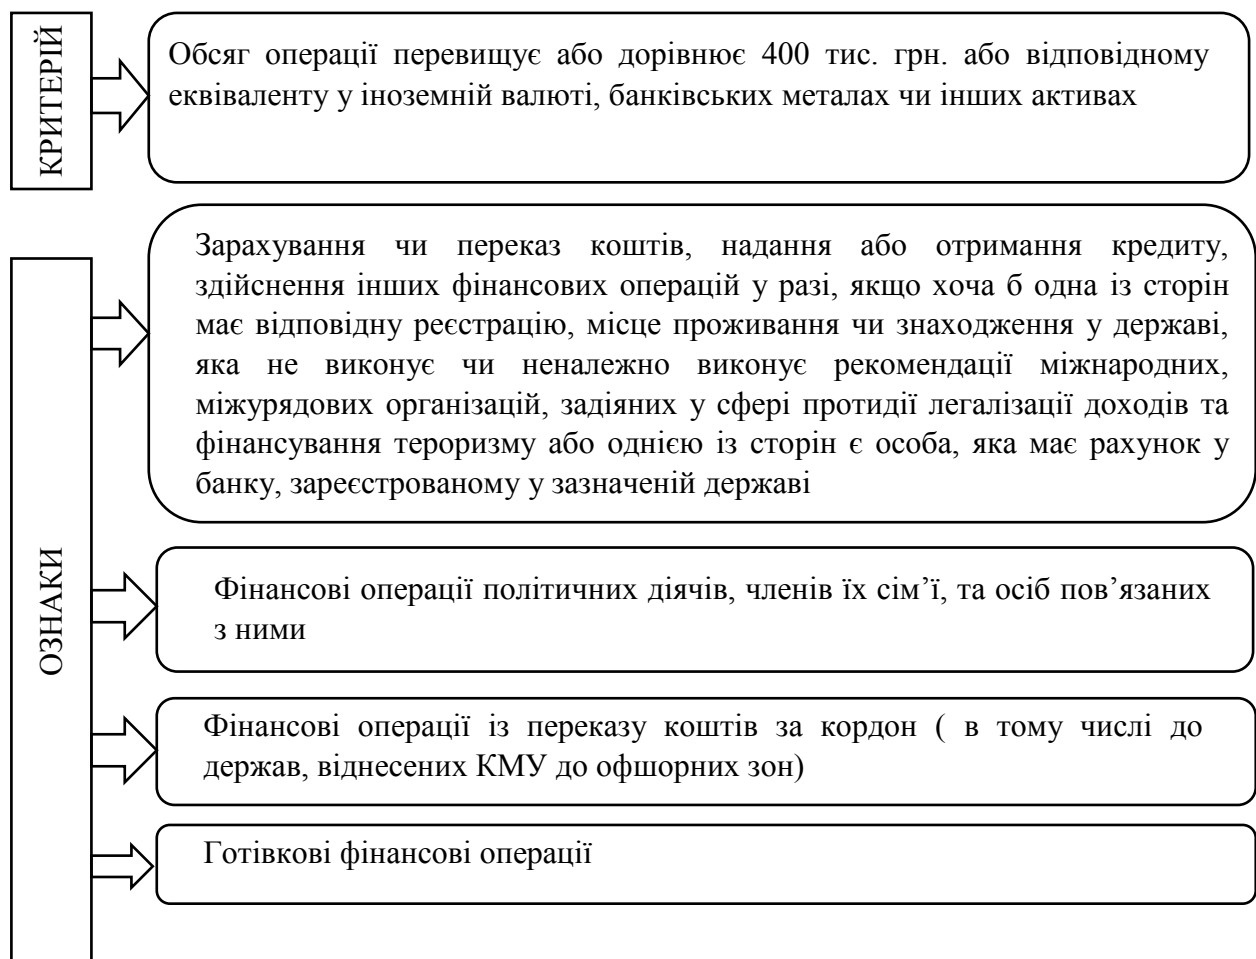 КРИТЕРІЙ
Обсяг операції перевищує або дорівнює 400 тис. грн. або відповідному
еквіваленту у іноземній валюті, банківських металах чи інших активах
ОЗНАКИ
Зарахування чи переказ коштів, надання або отримання кредиту,
здійснення інших фінансових операцій у разі, якщо хоча б одна із сторін
має відповідну реєстрацію, місце проживання чи знаходження у державі,
яка не виконує чи неналежно виконує рекомендації міжнародних,
міжурядових організацій, задіяних у сфері протидії легалізації доходів та
фінансування тероризму або однією із сторін є особа, яка має рахунок у
банку, зареєстрованому у зазначеній державі
Фінансові операції політичних діячів, членів їх сім’ї, та осіб пов’язаних
з ними
Фінансові операції із переказу коштів за кордон ( в тому числі до
держав, віднесених КМУ до офшорних зон)
Готівкові фінансові операції